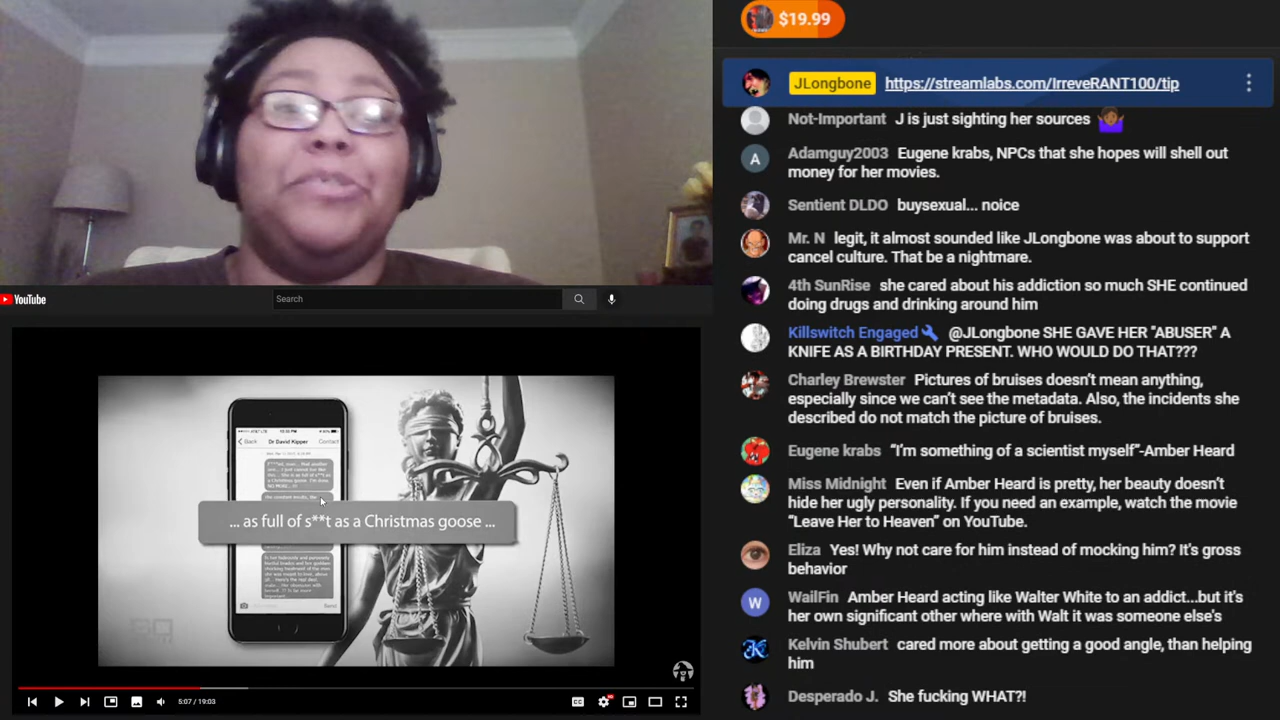 $19.99
JLongbone https://streamlabs.com/IrreveRANT100/tip
Not-Important J is just sighting her sources
Adamguy2003 Eugene krabs, NPCs that she hopes will shell out
money for her movies.
Sentient DLDO buysexual... noice
Mr. N legit, it almost sounded like JLongbone was about to support
cancel culture. That be a nightmare.
4th SunRise she cared about his addiction so much SHE continued
doing drugs and drinking around him
Killswitch Engaged @JLongbone SHE GAVE HER "ABUSER" A
KNIFE AS A BIRTHDAY PRESENT. WHO WOULD DO THAT???
Charley Brewster Pictures of bruises doesn’t mean anything,
especially since we can’t see the metadata. Also, the incidents she
described do not match the picture of bruises.
Eugene krabs “I’m something of a scientist myself”-Amber Heard
Miss Midnight Even if Amber Heard is pretty, her beauty doesn’t
hide her ugly personality. If you need an example, watch the movie
“Leave Her to Heaven” on YouTube.
A
Eliza Yes! Why not care for him instead of mocking him? It's gross
behavior
W
WailFin Amber Heard acting like Walter White to an addict...but it's
her own significant other where with Walt it was someone else's
Kelvin Shubert cared more about getting a good angle, than helping
him
Desperado J. She fucking WHAT?!
YouTube
Search
Back Dr David Kipper Contact
... as full of s**t as a Christmas goose ...
Send
5:07 / 19:03
CC